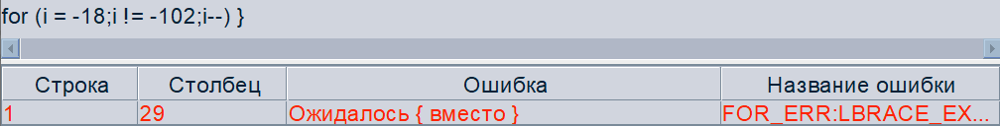 for (i = -18;i != -102;i--) }
Строка Столбец Ошибка Название ошибки
1 29 Ожидалось { вместо } FOR_ERR:LBRACE_EX...